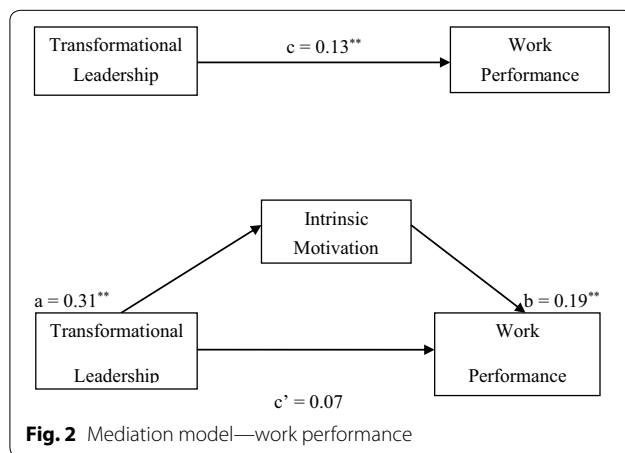 Transformational
Leadership
c = 0.13**
Work
Performance
Intrinsic
Motivation
a = 0.31**
b = 0.19**
Transformational
Leadership
Work
Performance
c’ = 0.07
Fig. 2 Mediation model—work performance